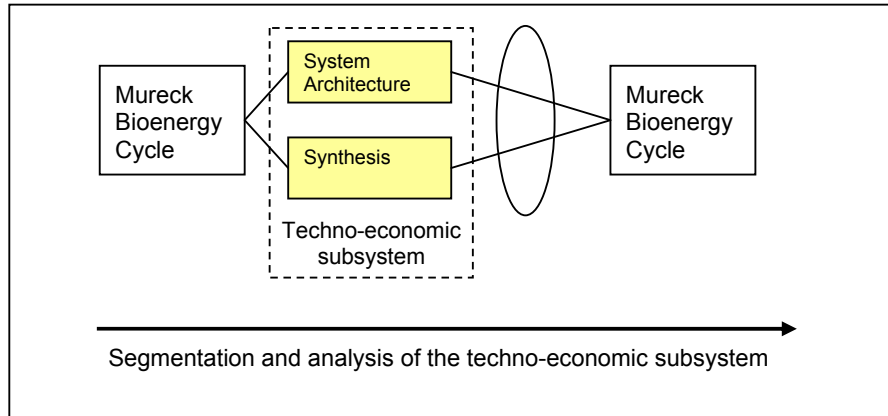 Mureck
Bioenergy
Cycle
System
Architecture
Synthesis
Techno-economic
subsystem
Mureck
Bioenergy
Cycle
Segmentation and analysis of the techno-economic subsystem